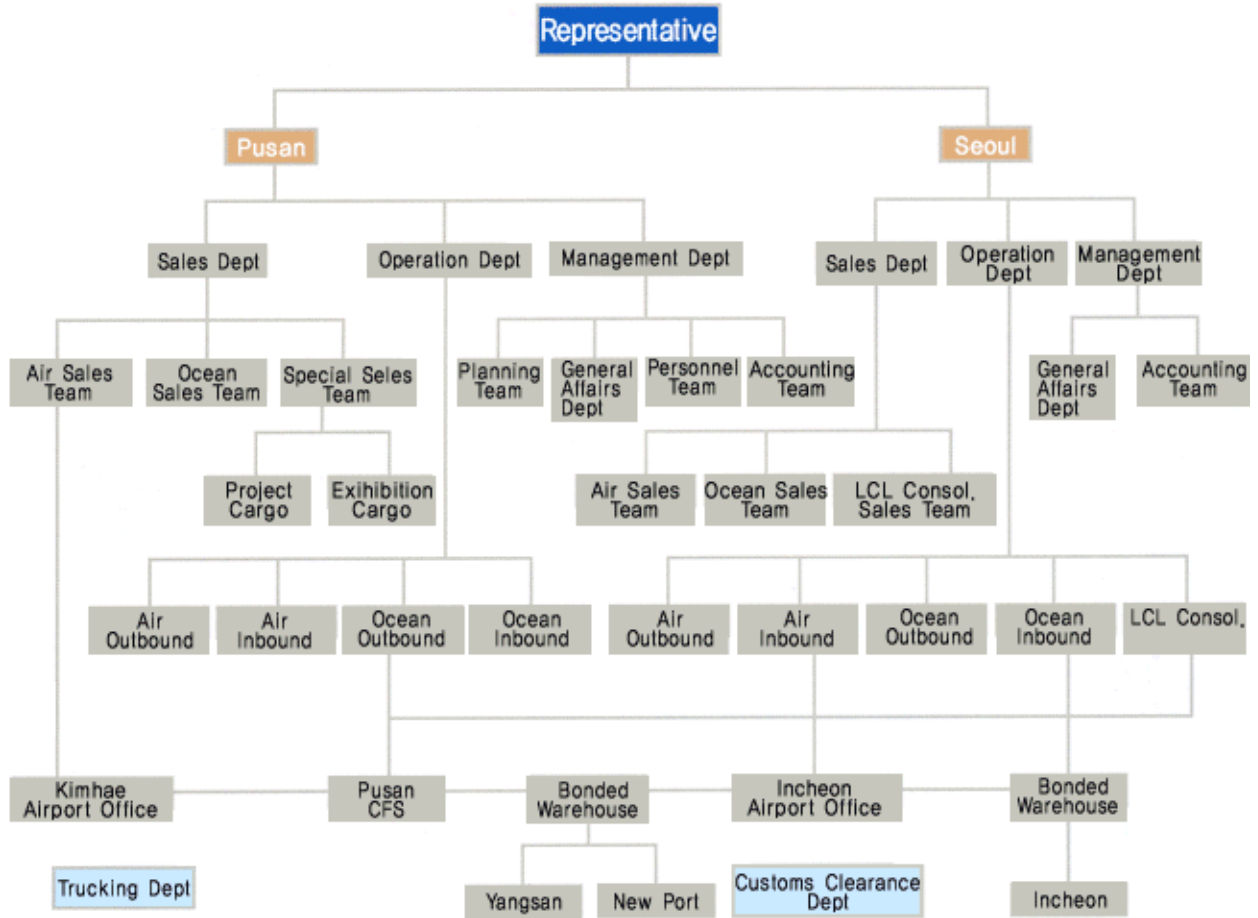 Representative
Pusan
Seoul
Sales Dept
Operation Dept
Management Dept
Sales Dept
Operation
Dept
Management
Dept
Air Sales
Team
Ocean
Sales Team
Special Seles
Team
Planning
Team
General
Affairs
Dept
Personnel
Team
Accounting
Team
General
Affairs
Dept
Accounting
Team
Project
Cargo
Exihibition
Cargo
Air Sales
Team
Ocean Sales
Team
LCL Consol.
Sales Team
Air
Outbound
Air
Inbound
Ocean
Outbound
Ocean
Inbound
Air
Outbound
Air
Inbound
Ocean
Outbound
Ocean
Inbound
LCL Consol.
Kimhae
Airport Office
Pusan
CFS
Bonded
Warehouse
Incheon
Airport Office
Bonded
Warehouse
Trucking Dept
Yangsan
New Port
Customs Clearance
Dept
Incheon